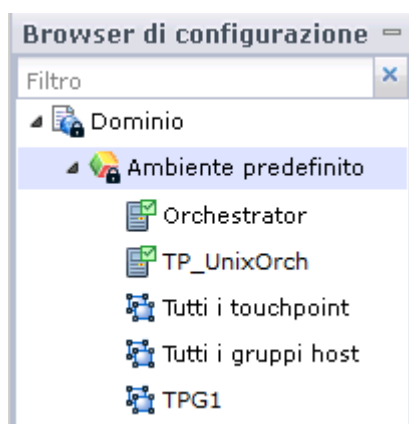 Browser di configurazione
Filtro
Dominio
Ambiente predefinito
Orchestrator
TP_UnixOrch
Tutti i touchpoint
Tutti i gruppi host
TPG1